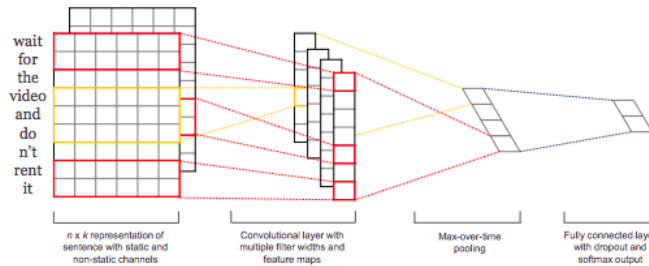 wait
for
the
video
and
do
n't
rent
it
n x k representation of
sentence with static and
non-static channels
Convolutional layer with
multiple filter widths and
feature maps
Max-over-time
pooling
Fully connected layer
with dropout and
softmax output